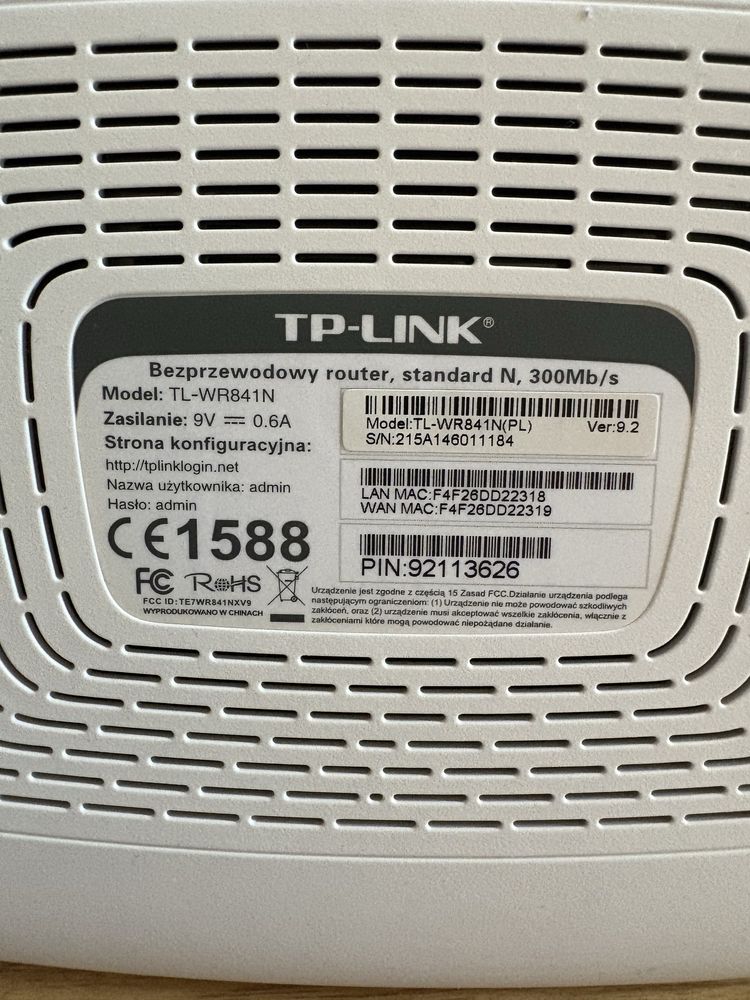 TP-LINK®
Bezprzewodowy router, standard N, 300Mb/s
Model: TL-WR841N
Zasilanie: 9V ⎓ 0.6A
Strona konfiguracyjna:
http://tplinklogin.net
Nazwa użytkownika: admin
Hasło: admin
CE1588
FC RoHS
FCC ID: TE7WR841NXV9
WYPRODUKOWANO W CHINACH
Model:TL-WR841N(PL) Ver:9.2
S/N:215A146011184
LAN MAC:F4F26DD22318
WAN MAC:F4F26DD22319
PIN:92113626
Urządzenie jest zgodne z częścią 15 Zasad FCC.Działanie urządzenia podlega
następującym ograniczeniom: (1) Urządzenie nie może powodować szkodliwych
zakłóceń, oraz (2) urządzenie musi akceptować wszelkie zakłócenia, włącznie z
zakłóceniami które mogą powodować niepożądane działanie.